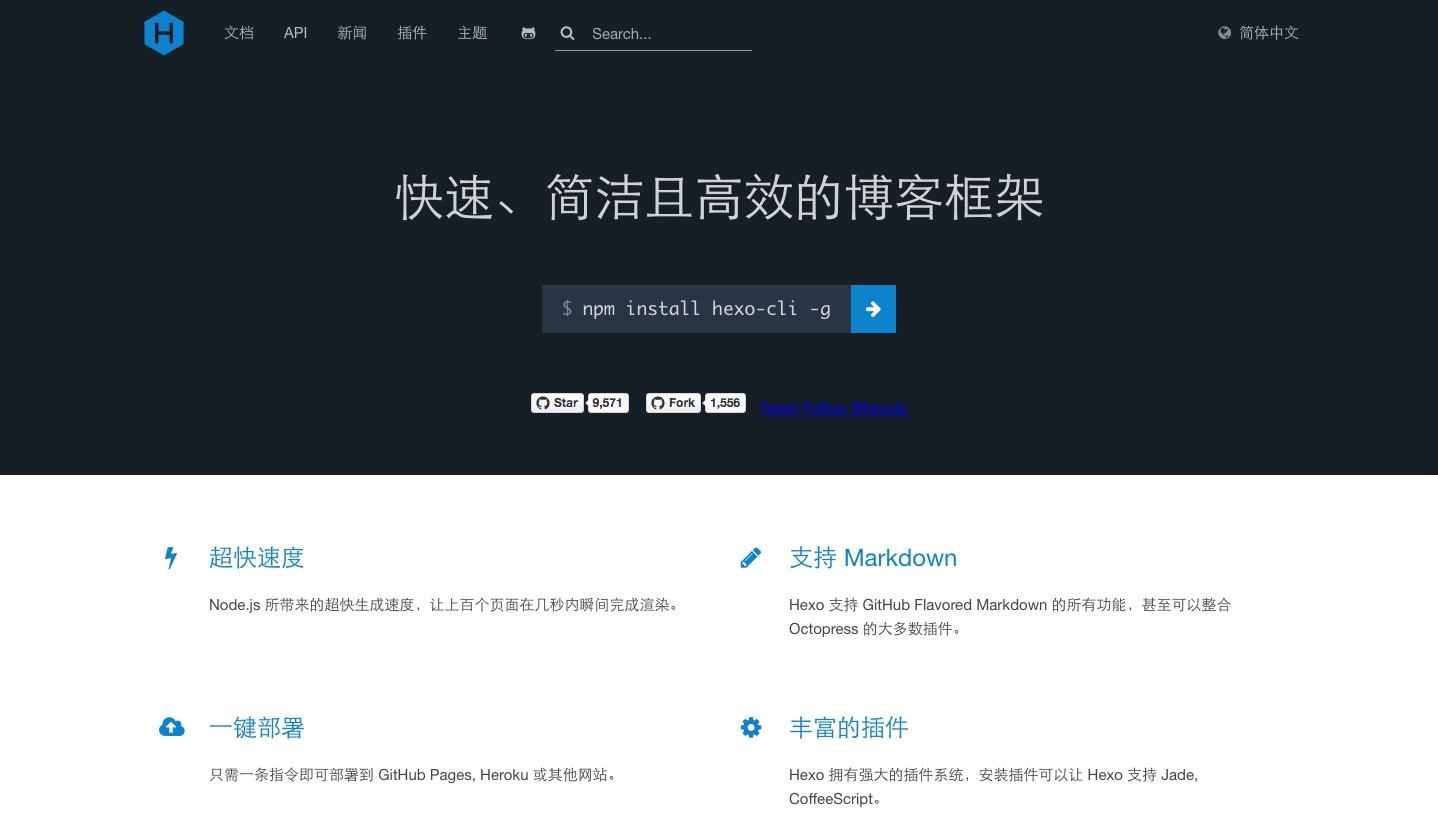 H
文档 API 新闻 插件 主题 Search... 简体中文
快速、简洁且高效的博客框架
$ npm install hexo-cli -g
Star 9,571 Fork 1,556 Tweet Follow @hexojs
超快速度
Node.js 所带来的超快生成速度，让上百个页面在几秒内瞬间完成渲染。
支持 Markdown
Hexo 支持 GitHub Flavored Markdown 的所有功能，甚至可以整合
Octopress 的大多数插件。
一键部署
只需一条指令即可部署到 GitHub Pages, Heroku 或其他网站。
丰富的插件
Hexo 拥有强大的插件系统，安装插件可以让 Hexo 支持 Jade,
CoffeeScript。